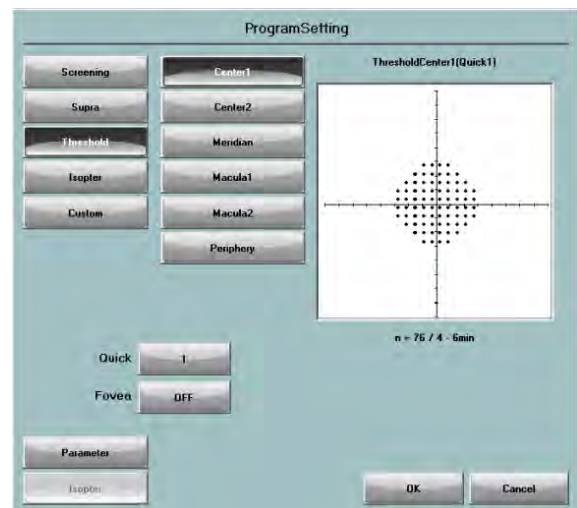 ProgramSetting
Screening
Supra
Threshold
Isopter
Custom
Center1
Center2
Meridian
Macula1
Macula2
Periphery
ThresholdCenter1(Quick1)
n = 76 / 4 - 6min
Quick 1
Fovea OFF
Parameter
Isopter
OK Cancel